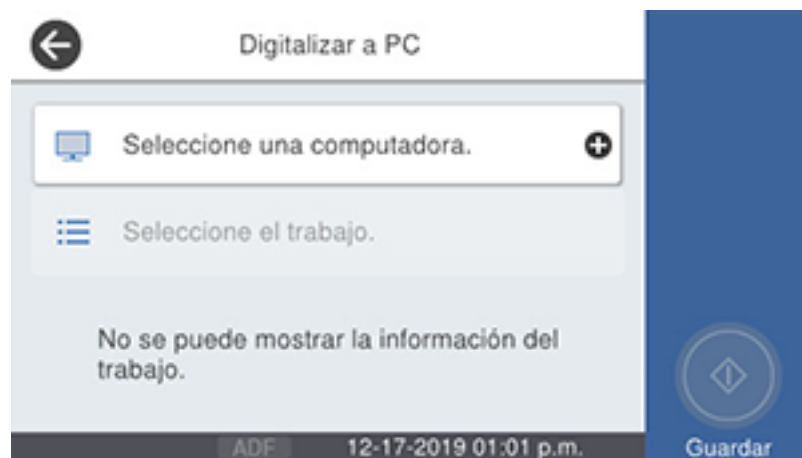 Digitalizar a PC
Seleccione una computadora.
Seleccione el trabajo.
No se puede mostrar la información del
trabajo.
ADF 12-17-2019 01:01 p.m.
Guardar